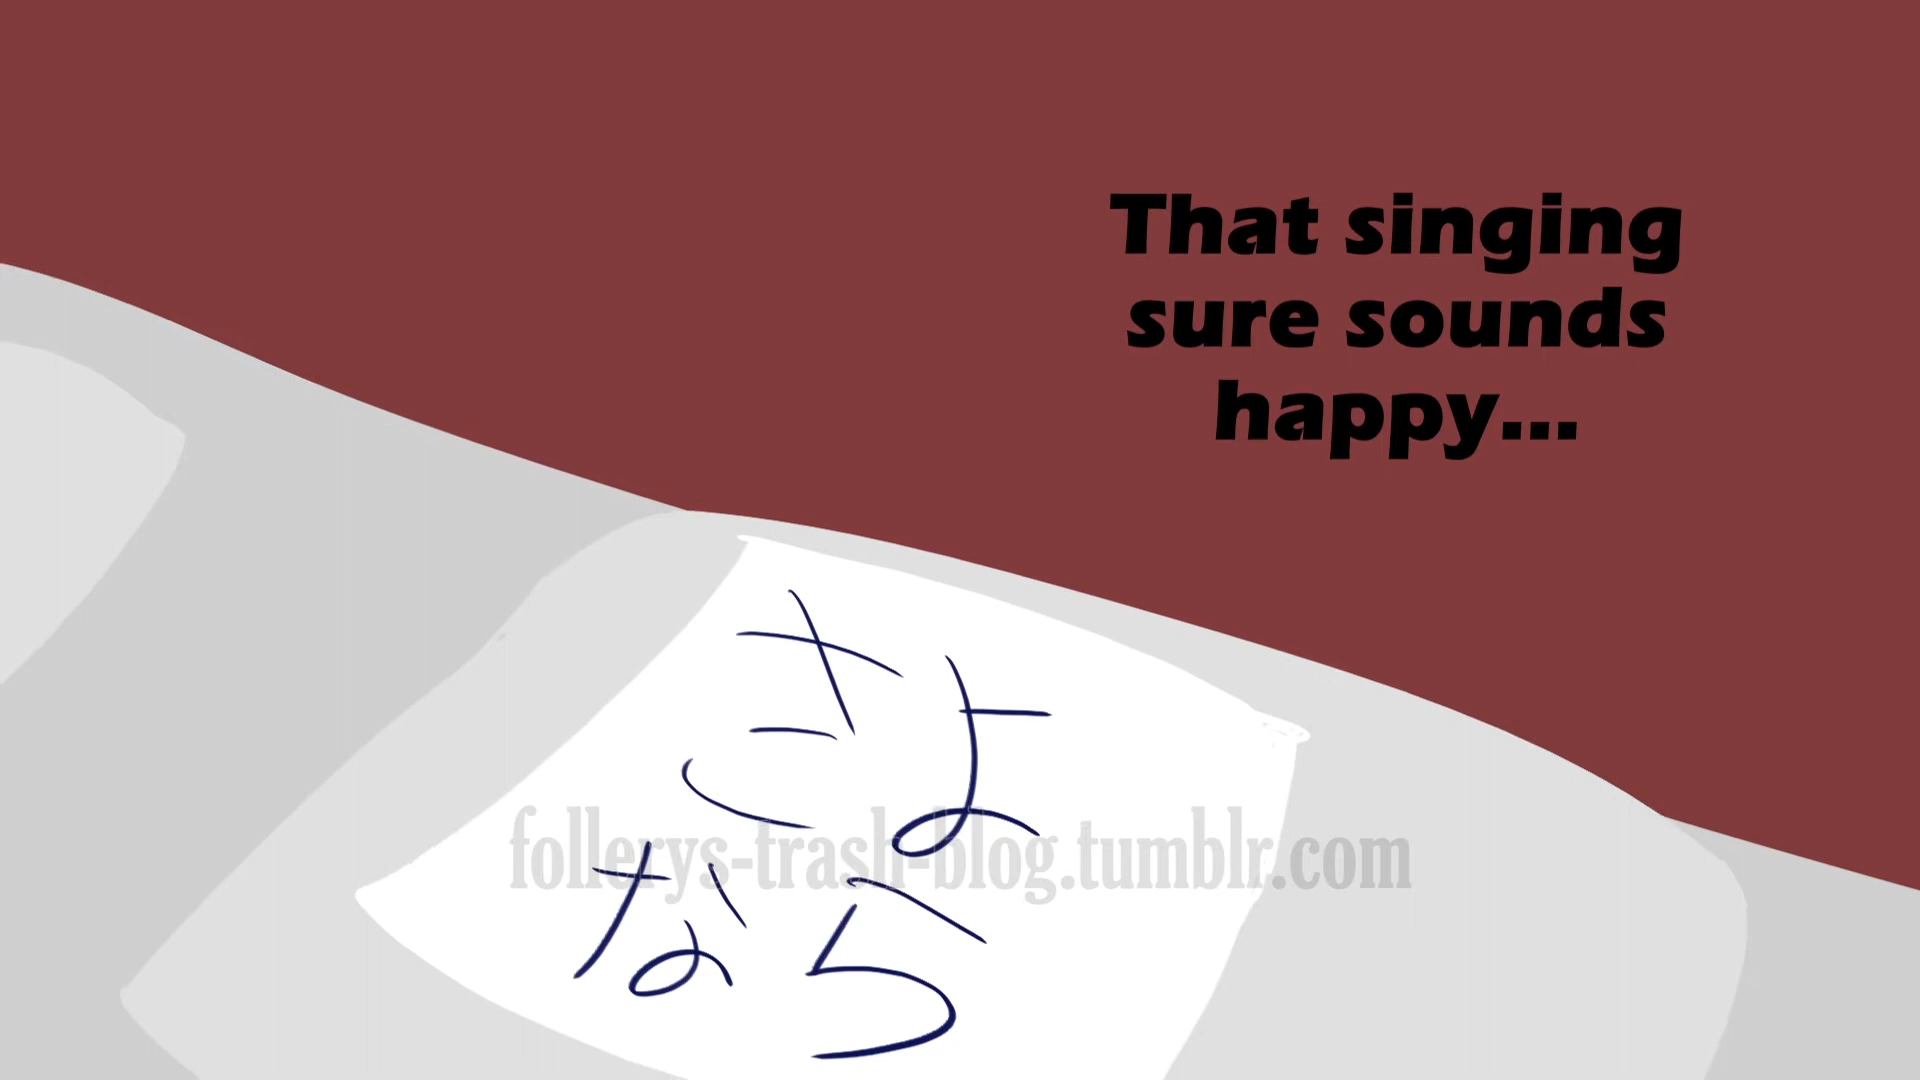 That singing
sure sounds
happy...
さよ
なら
follerys-trash-blog.tumblr.com